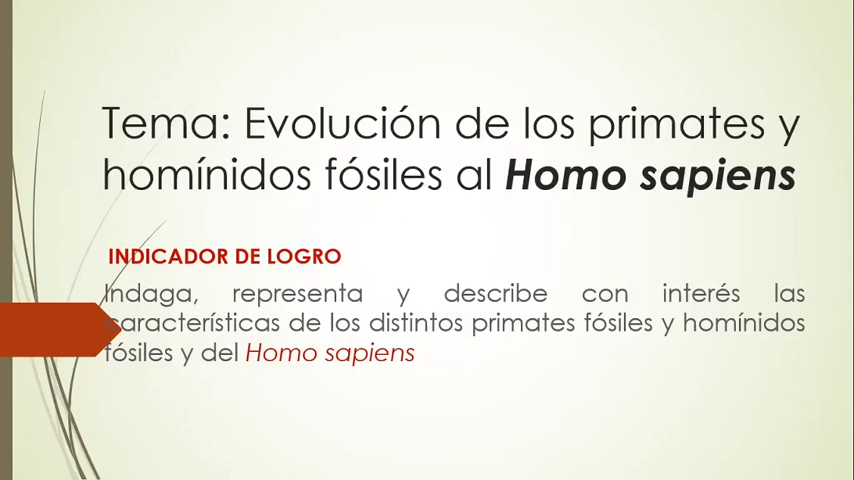 Tema: Evolución de los primates y
homínidos fósiles al Homo sapiens
INDICADOR DE LOGRO
Indaga, representa y describe con interés las
características de los distintos primates fósiles y homínidos
fósiles y del Homo sapiens